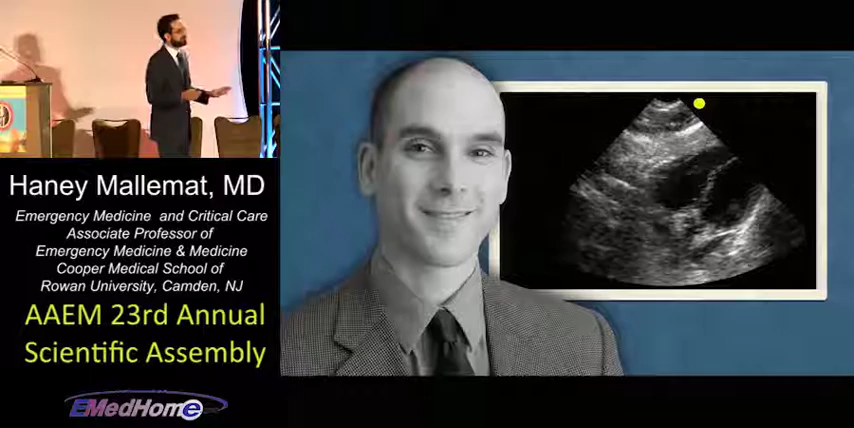 Haney Mallemat, MD
Emergency Medicine and Critical Care
Associate Professor of
Emergency Medicine & Medicine
Cooper Medical School of
Rowan University, Camden, NJ
AAEM 23rd Annual
Scientific Assembly
EMedHome